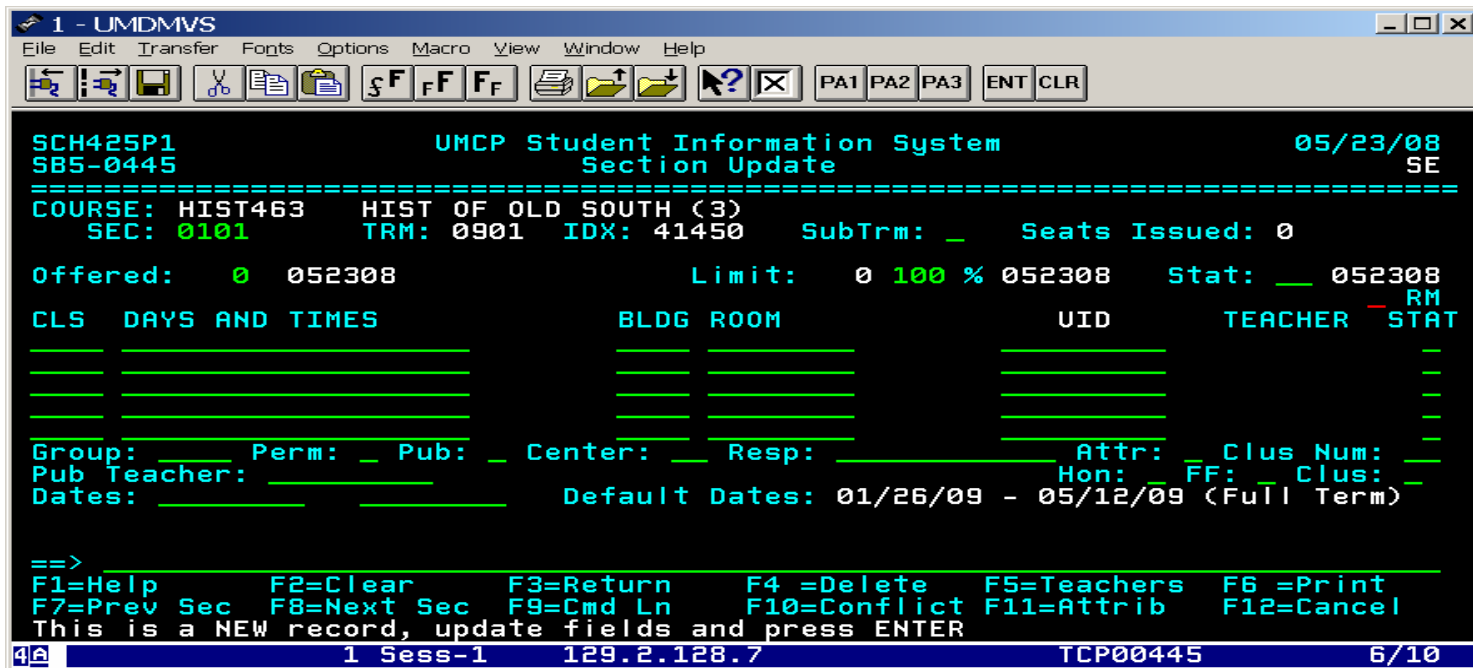 1 - UMDMVS
File Edit Transfer Fonts Options Macro View Window Help
PA1 PA2 PA3 ENT CLR
SCH425P1 UMCP Student Information System 05/23/08
SB5-0445 Section Update SE
================================================================================
COURSE: HIST463 HIST OF OLD SOUTH (3)
SEC: 0101 TRM: 0901 IDX: 41450 SubTrm: _ Seats Issued: 0
Offered: 0 052308 Limit: 0 100 % 052308 Stat: __ 052308
_ RM
CLS DAYS AND TIMES BLDG ROOM UID TEACHER STAT
Group: _____ Perm: _ Pub: _ Center: __ Resp: ____________ Attr: _ Clus Num: __
Pub Teacher: _________ Hon: _ FF: _ Clus: _
Dates: ________ ________ Default Dates: 01/26/09 - 05/12/09 (Full Term)
==>
F1=Help F2=Clear F3=Return F4 =Delete F5=Teachers F6 =Print
F7=Prev Sec F8=Next Sec F9=Cmd Ln F10=Conflict F11=Attrib F12=Cancel
This is a NEW record, update fields and press ENTER
4A 1 Sess-1 129.2.128.7 TCP00445 6/10